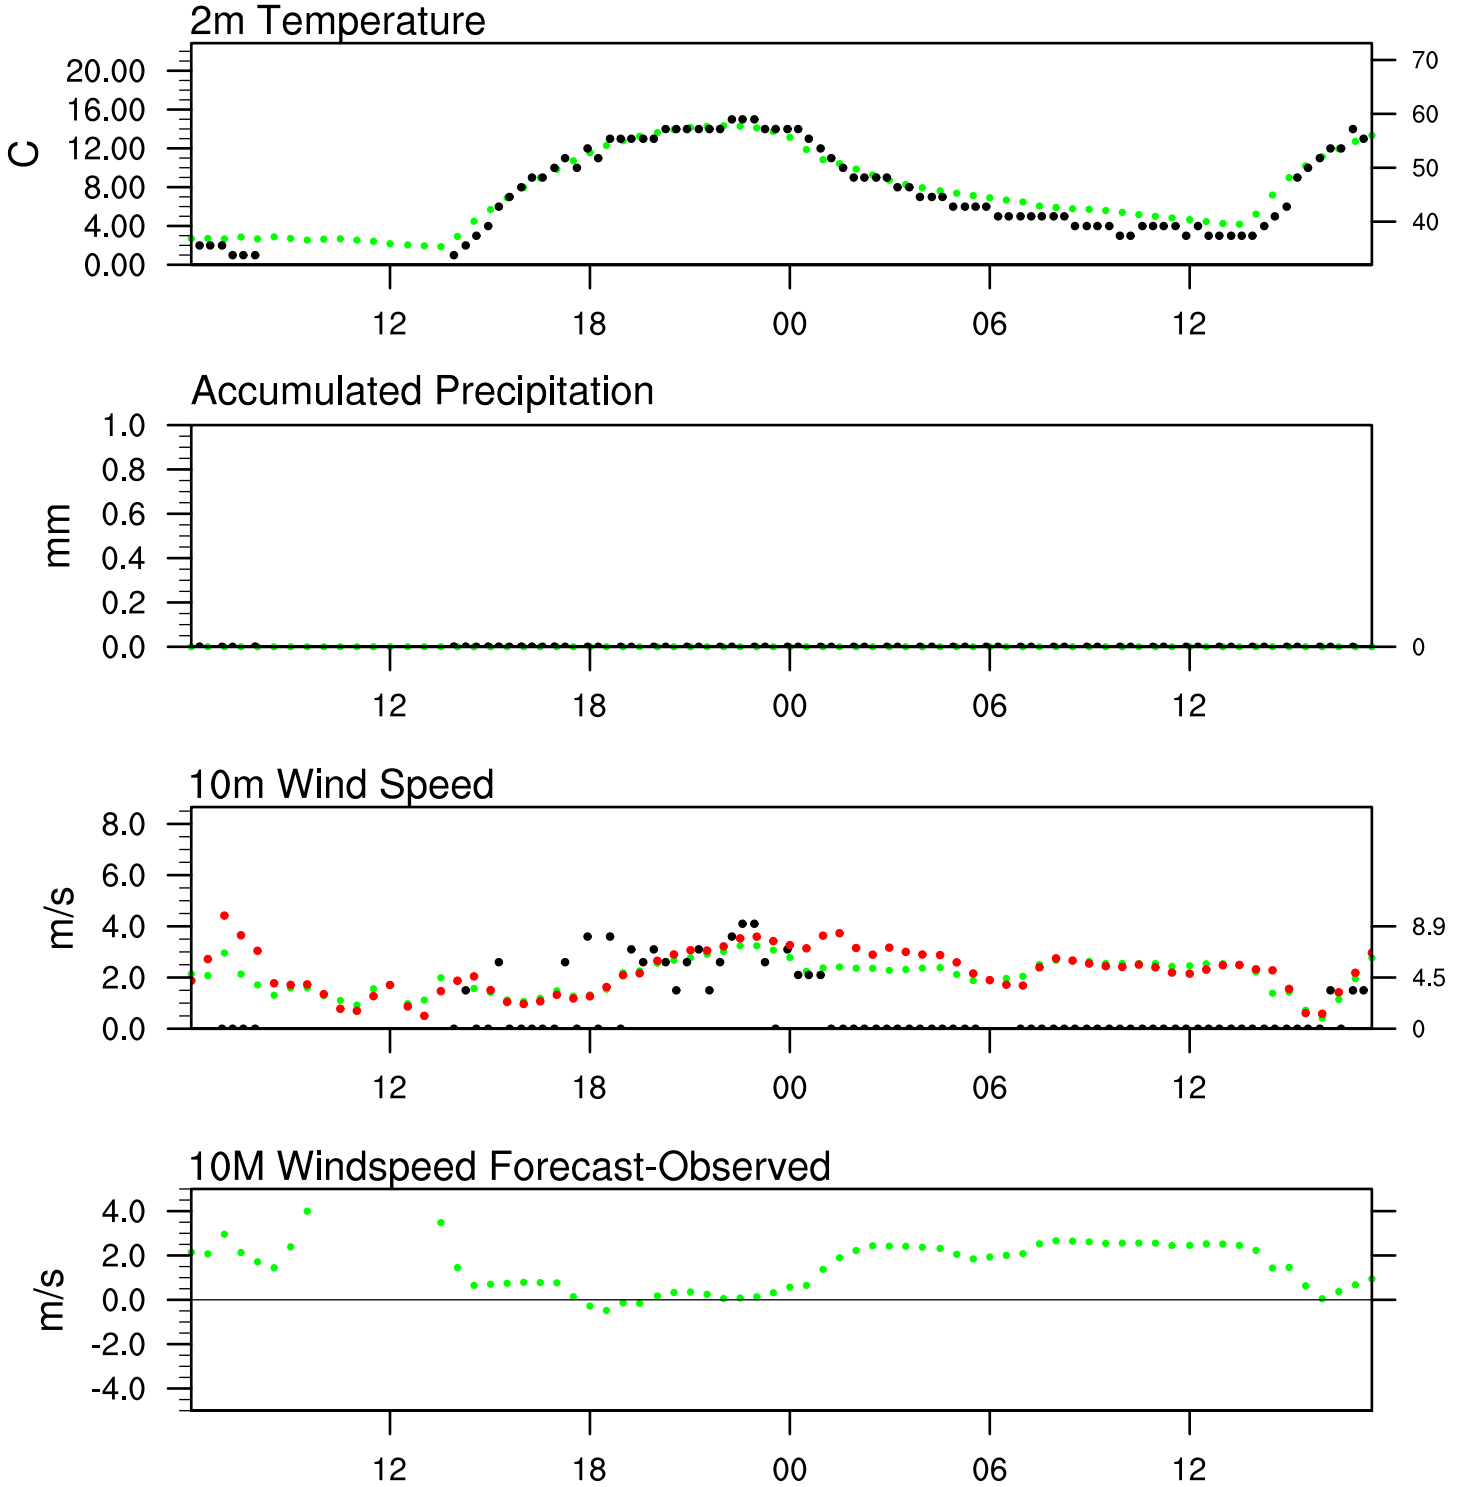 2m Temperature
20.00
16.00
12.00
8.00
4.00
0.00
C
70
60
50
40
12 18 00 06 12
Accumulated Precipitation
1.0
0.8
0.6
0.4
0.2
0.0
mm
0
12 18 00 06 12
10m Wind Speed
8.0
6.0
4.0
2.0
0.0
m/s
8.9
4.5
0
12 18 00 06 12
10M Windspeed Forecast-Observed
4.0
2.0
0.0
-2.0
-4.0
m/s
12 18 00 06 12